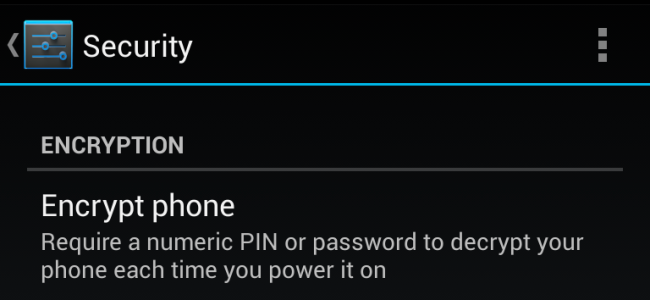 Security
ENCRYPTION
Encrypt phone
Require a numeric PIN or password to decrypt your
phone each time you power it on